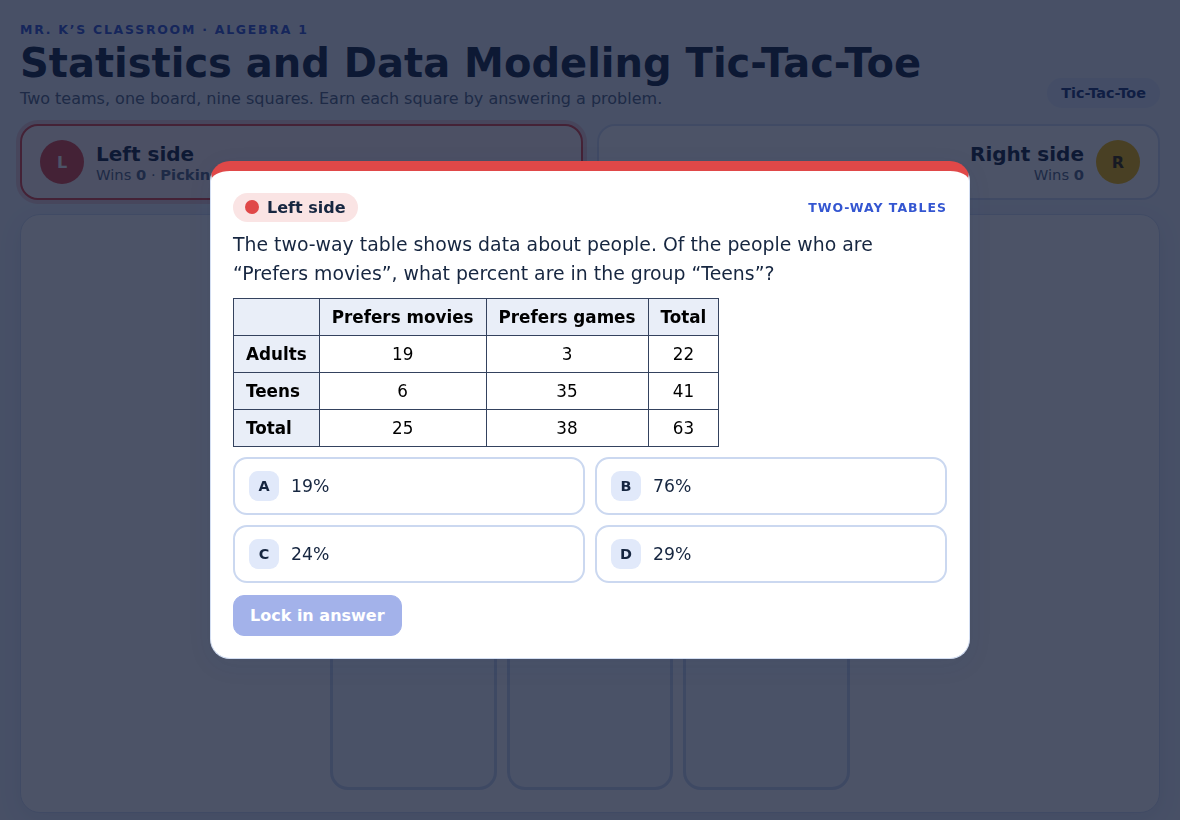 MR. K’S CLASSROOM · ALGEBRA 1
Statistics and Data Modeling Tic-Tac-Toe
Two teams, one board, nine squares. Earn each square by answering a problem.
Tic-Tac-Toe
L
Left side
Wins 0 · Pickin
Right side
Wins 0
R
Left side
TWO-WAY TABLES
The two-way table shows data about people. Of the people who are
“Prefers movies”, what percent are in the group “Teens”?
Prefers movies Prefers games Total
Adults 19 3 22
Teens 6 35 41
Total 25 38 63
A 19%
B 76%
C 24%
D 29%
Lock in answer